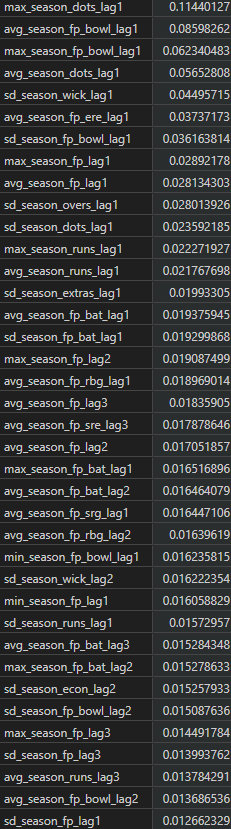 max_season_dots_lag1 0.11440127
avg_season_fp_bowl_lag1 0.08598262
max_season_fp_bowl_lag1 0.062340483
avg_season_dots_lag1 0.05652808
sd_season_wick_lag1 0.04495715
avg_season_fp_ere_lag1 0.03737173
sd_season_fp_bowl_lag1 0.036163814
max_season_fp_lag1 0.02892178
avg_season_fp_lag1 0.028134303
sd_season_overs_lag1 0.028013926
sd_season_dots_lag1 0.023592185
max_season_runs_lag1 0.022271927
avg_season_runs_lag1 0.021767698
sd_season_extras_lag1 0.01993305
avg_season_fp_bat_lag1 0.019375945
sd_season_fp_bat_lag1 0.019299868
max_season_fp_lag2 0.019087499
avg_season_fp_rbg_lag1 0.018969014
avg_season_fp_lag3 0.01835905
avg_season_fp_sre_lag3 0.017878646
avg_season_fp_lag2 0.017051857
max_season_fp_bat_lag1 0.016516896
avg_season_fp_bat_lag2 0.016464079
avg_season_fp_srg_lag1 0.016447106
avg_season_fp_rbg_lag2 0.01639619
min_season_fp_bowl_lag1 0.016235815
sd_season_wick_lag2 0.016222354
min_season_fp_lag1 0.016058829
sd_season_runs_lag1 0.01572957
avg_season_fp_bat_lag3 0.015284348
max_season_fp_bat_lag2 0.015278633
sd_season_econ_lag2 0.015257933
sd_season_fp_bowl_lag2 0.015087636
max_season_fp_lag3 0.014491784
sd_season_fp_lag3 0.013993762
avg_season_runs_lag3 0.013784291
avg_season_fp_bowl_lag2 0.013686536
sd_season_fp_lag1 0.012662329